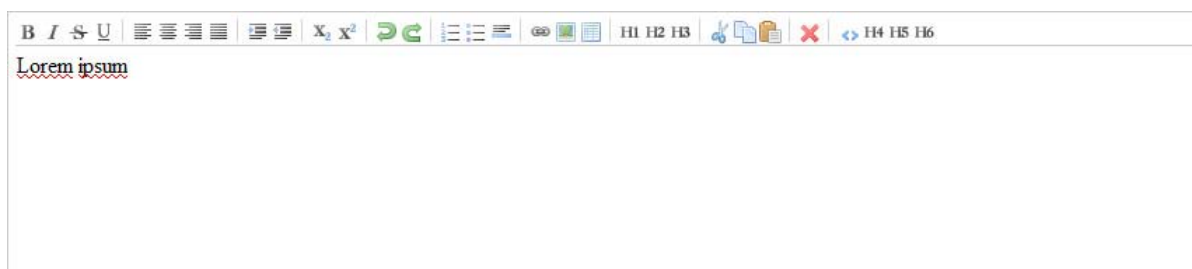 B I S U X₂ X² H1 H2 H3 <> H4 H5 H6
Lorem ipsum